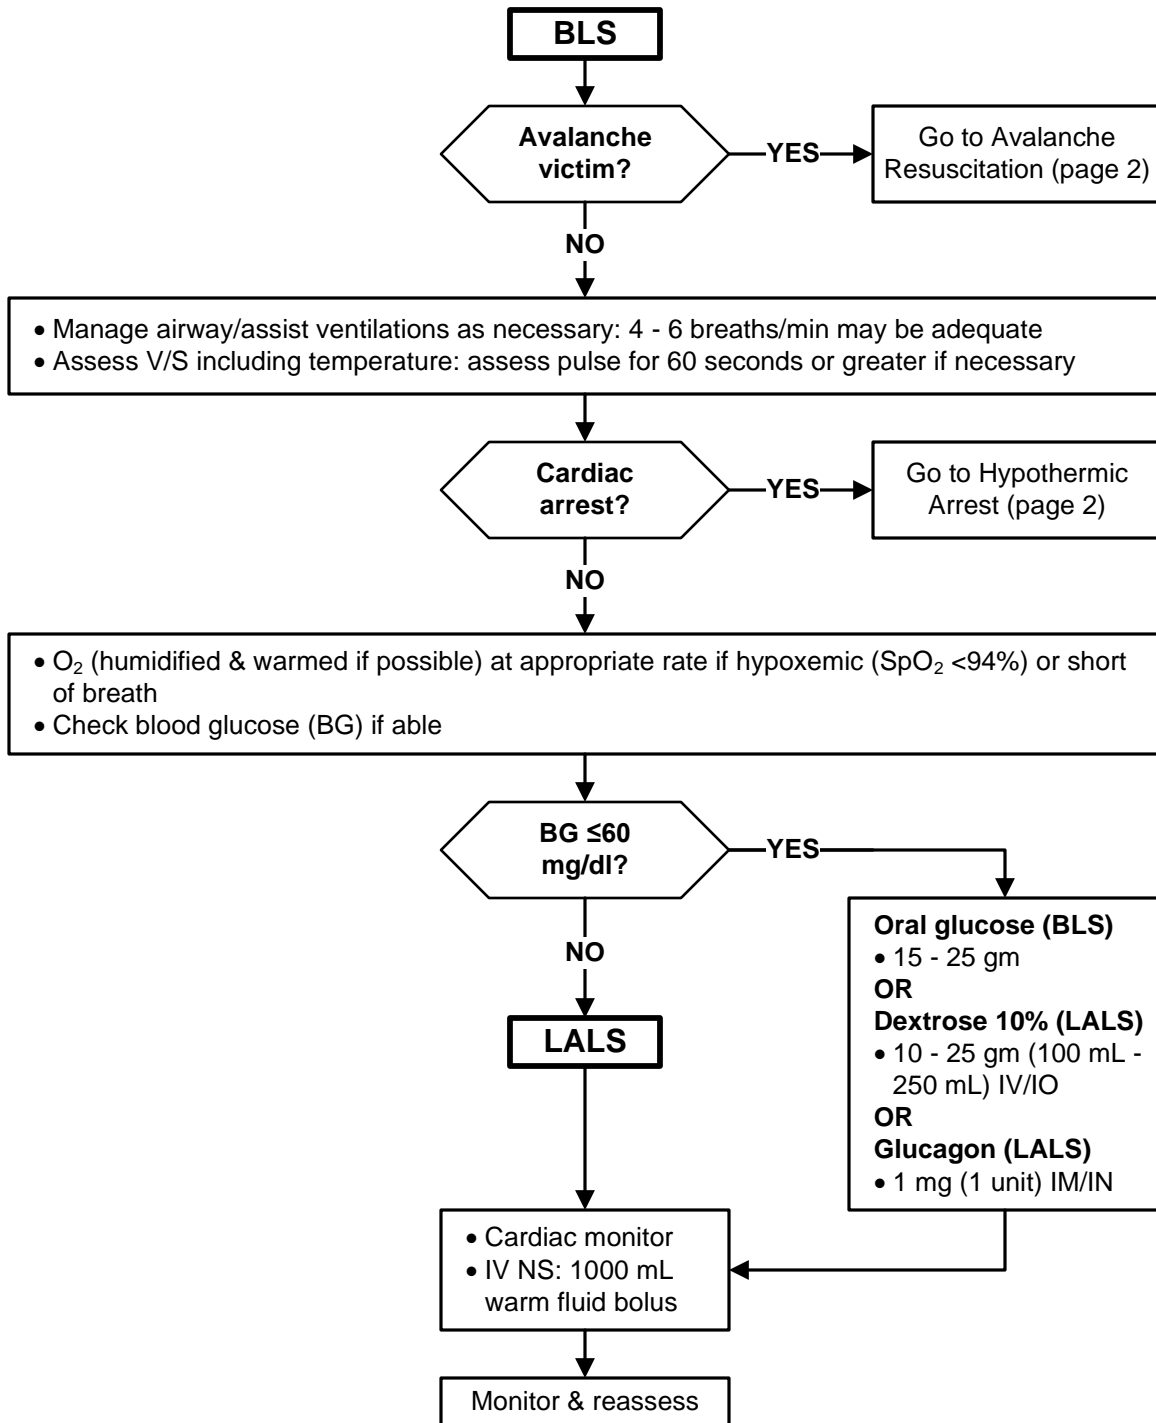 BLS
Avalanche
victim?
YES
Go to Avalanche
Resuscitation (page 2)
NO
• Manage airway/assist ventilations as necessary: 4 - 6 breaths/min may be adequate
• Assess V/S including temperature: assess pulse for 60 seconds or greater if necessary
Cardiac
arrest?
YES
Go to Hypothermic
Arrest (page 2)
NO
• O₂ (humidified & warmed if possible) at appropriate rate if hypoxemic (SpO₂ <94%) or short
of breath
• Check blood glucose (BG) if able
BG ≤60
mg/dl?
YES
NO
Oral glucose (BLS)
• 15 - 25 gm
OR
Dextrose 10% (LALS)
• 10 - 25 gm (100 mL -
250 mL) IV/IO
OR
Glucagon (LALS)
• 1 mg (1 unit) IM/IN
LALS
• Cardiac monitor
• IV NS: 1000 mL
warm fluid bolus
Monitor & reassess